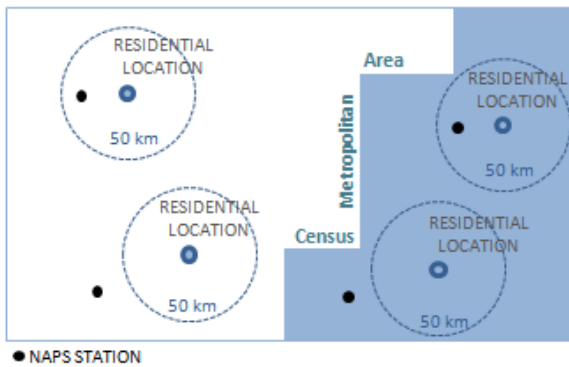 RESIDENTIAL
LOCATION
50 km
Area
RESIDENTIAL
LOCATION
50 km
Metropolitan
RESIDENTIAL
LOCATION
50 km
Census
RESIDENTIAL
LOCATION
50 km
NAPS STATION